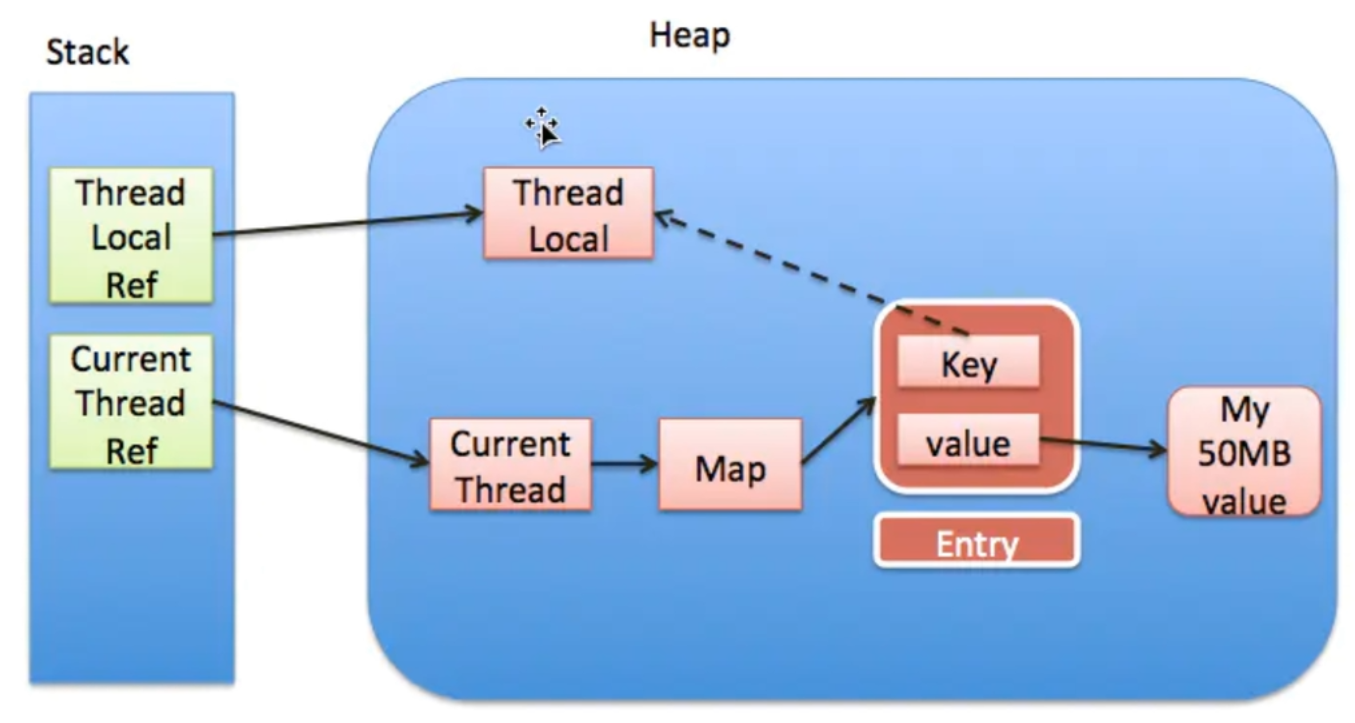 Stack
Heap
Thread
Local
Ref
Thread
Local
Current
Thread
Ref
Key
value
Current
Thread
Map
My
50MB
value
Entry